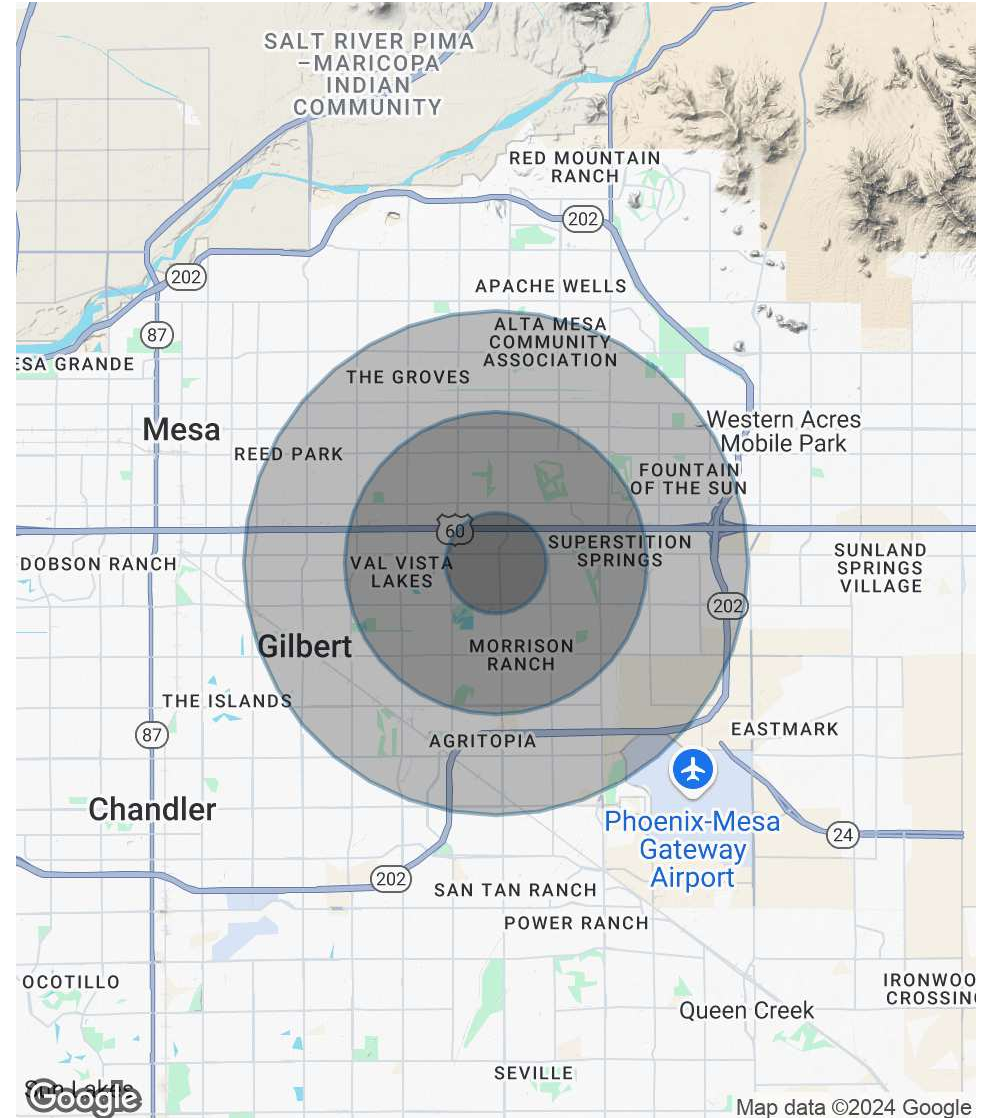 SALT RIVER PIMA
–MARICOPA
INDIAN
COMMUNITY
RED MOUNTAIN
RANCH
202
202
APACHE WELLS
87
ALTA MESA
COMMUNITY
ASSOCIATION
ESA GRANDE
THE GROVES
Mesa
Western Acres
Mobile Park
REED PARK
FOUNTAIN
OF THE SUN
60
DOBSON RANCH
VAL VISTA
LAKES
SUPERSTITION
SPRINGS
SUNLAND
SPRINGS
VILLAGE
202
Gilbert
MORRISON
RANCH
THE ISLANDS
87
AGRITOPIA
EASTMARK
Chandler
Phoenix-Mesa
Gateway
Airport
24
202
SAN TAN RANCH
POWER RANCH
OCOTILLO
IRONWOO
CROSSIN
Queen Creek
SEVILLE
Sun Lakes
Google
Map data ©2024 Google